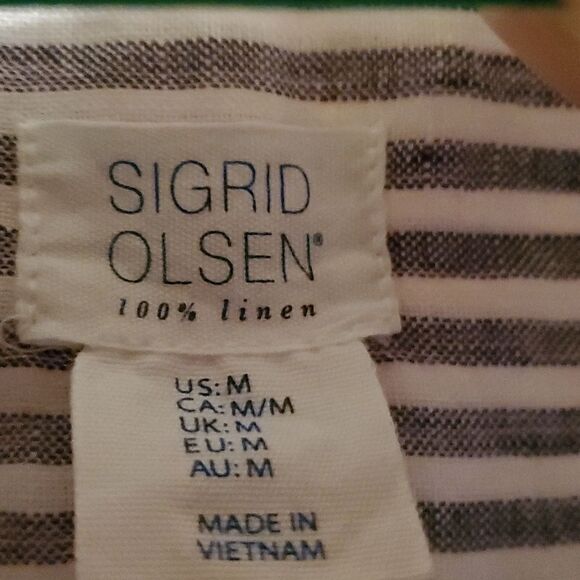 SIGRID
OLSEN®
100% linen
US: M
CA: M/M
UK: M
EU: M
AU: M
MADE IN
VIETNAM